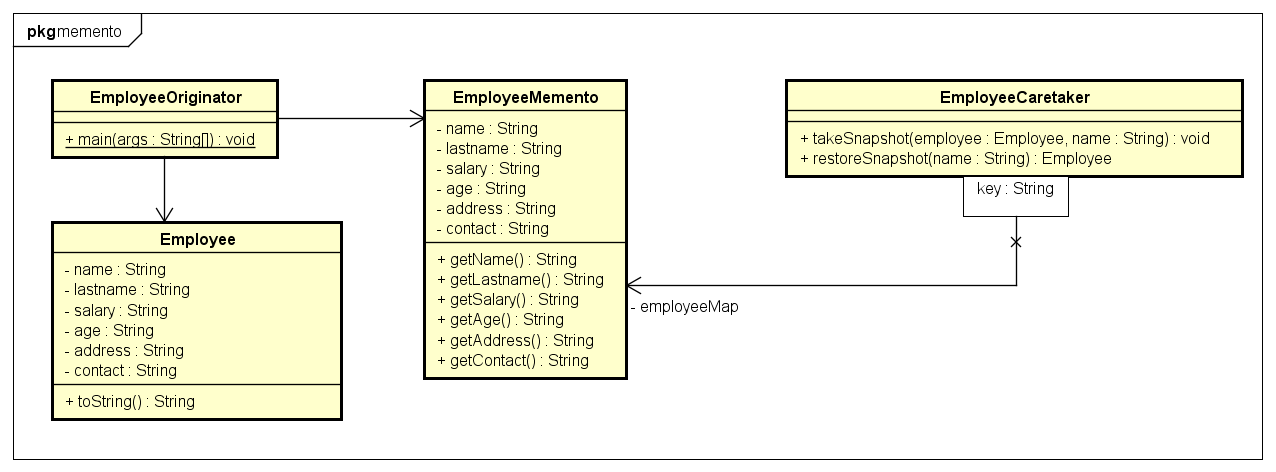 pkg memento
EmployeeOriginator
+ main(args : String[]) : void
Employee
- name : String
- lastname : String
- salary : String
- age : String
- address : String
- contact : String
+ toString() : String
EmployeeMemento
- name : String
- lastname : String
- salary : String
- age : String
- address : String
- contact : String
+ getName() : String
+ getLastname() : String
+ getSalary() : String
+ getAge() : String
+ getAddress() : String
+ getContact() : String
EmployeeCaretaker
+ takeSnapshot(employee : Employee, name : String) : void
+ restoreSnapshot(name : String) : Employee
key : String
- employeeMap